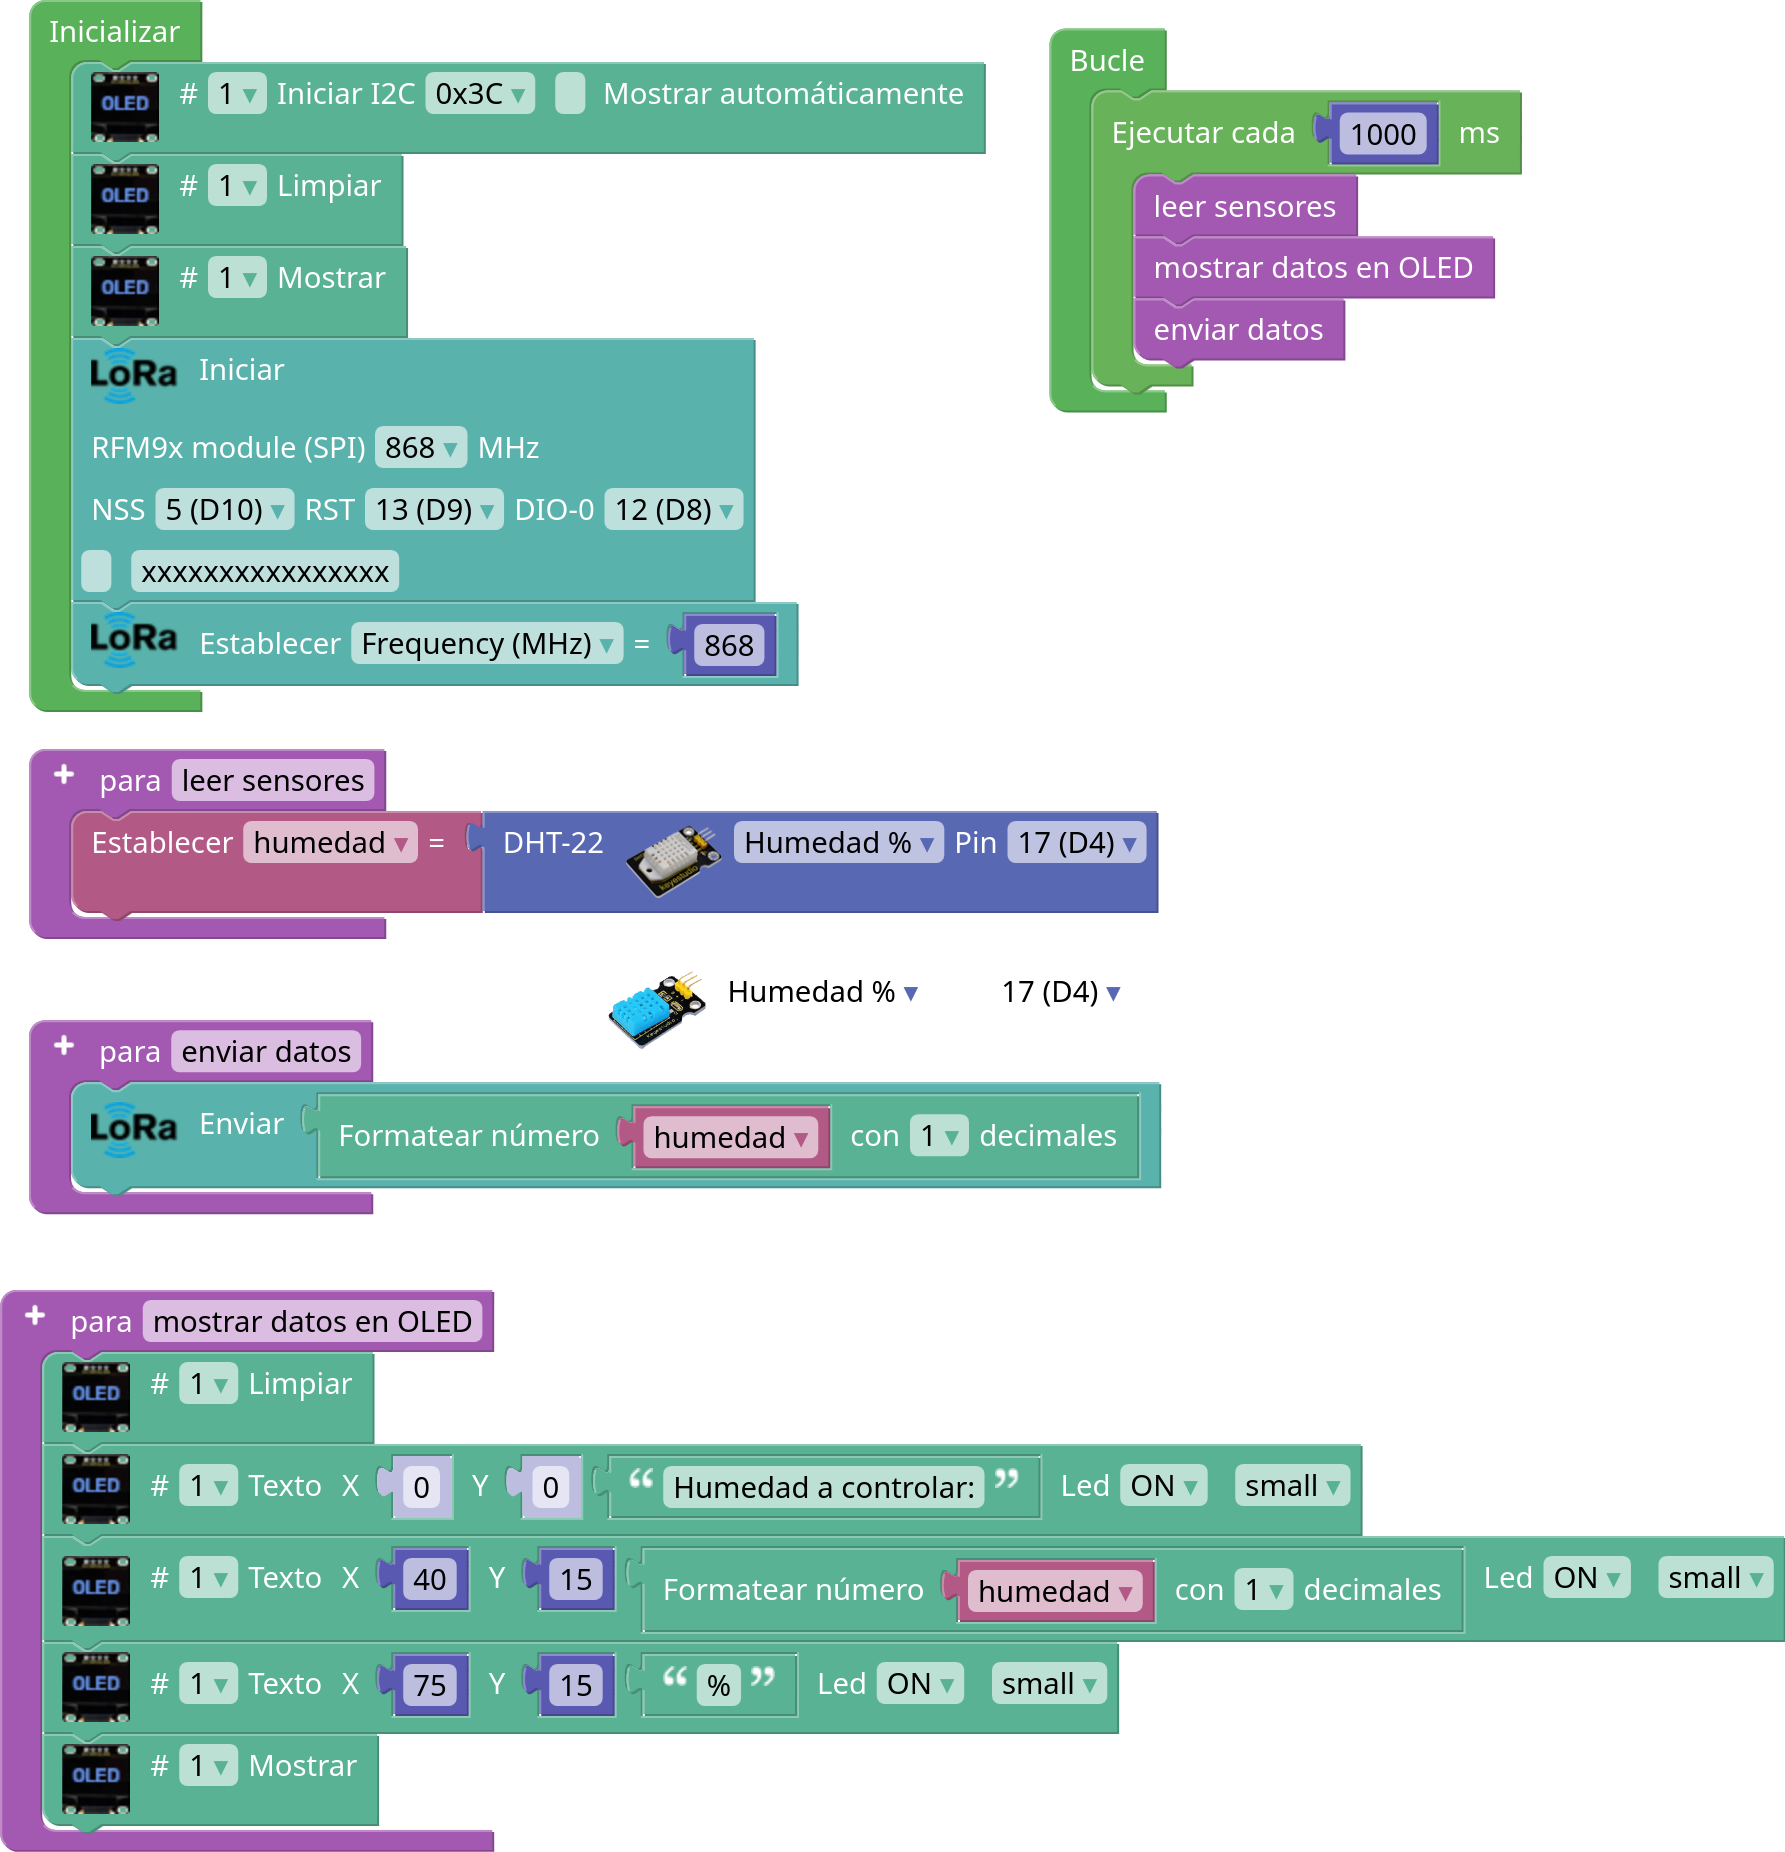 Inicializar
OLED # 1 Iniciar I2C 0x3C Mostrar automáticamente
OLED # 1 Limpiar
OLED # 1 Mostrar
LoRa Iniciar
RFM9x module (SPI) 868 MHz
NSS 5 (D10) RST 13 (D9) DIO-0 12 (D8)
xxxxxxxxxxxxxxxx
LoRa Establecer Frequency (MHz) = 868
Bucle
Ejecutar cada 1000 ms
leer sensores
mostrar datos en OLED
enviar datos
+ para leer sensores
Establecer humedad = DHT-22 keyestudio Humedad % Pin 17 (D4)
Humedad % 17 (D4)
+ para enviar datos
LoRa Enviar Formatear número humedad con 1 decimales
+ para mostrar datos en OLED
OLED # 1 Limpiar
OLED # 1 Texto X 0 Y 0 “ Humedad a controlar: ” Led ON small
OLED # 1 Texto X 40 Y 15 Formatear número humedad con 1 decimales Led ON small
OLED # 1 Texto X 75 Y 15 “ % ” Led ON small
OLED # 1 Mostrar